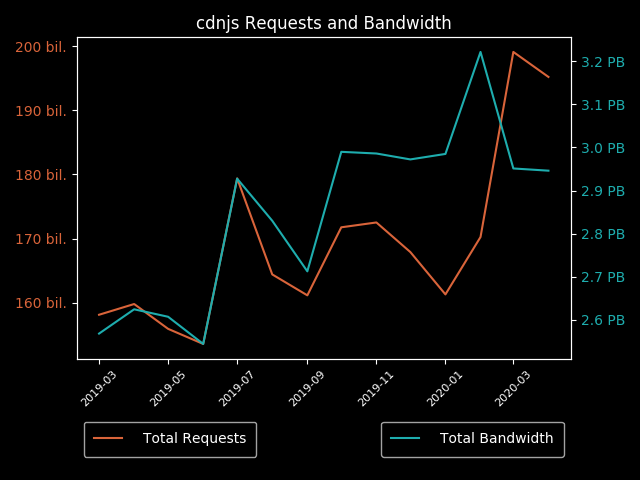 cdnjs Requests and Bandwidth
200 bil.
190 bil.
180 bil.
170 bil.
160 bil.
3.2 PB
3.1 PB
3.0 PB
2.9 PB
2.8 PB
2.7 PB
2.6 PB
2019-03
2019-05
2019-07
2019-09
2019-11
2020-01
2020-03
Total Requests
Total Bandwidth